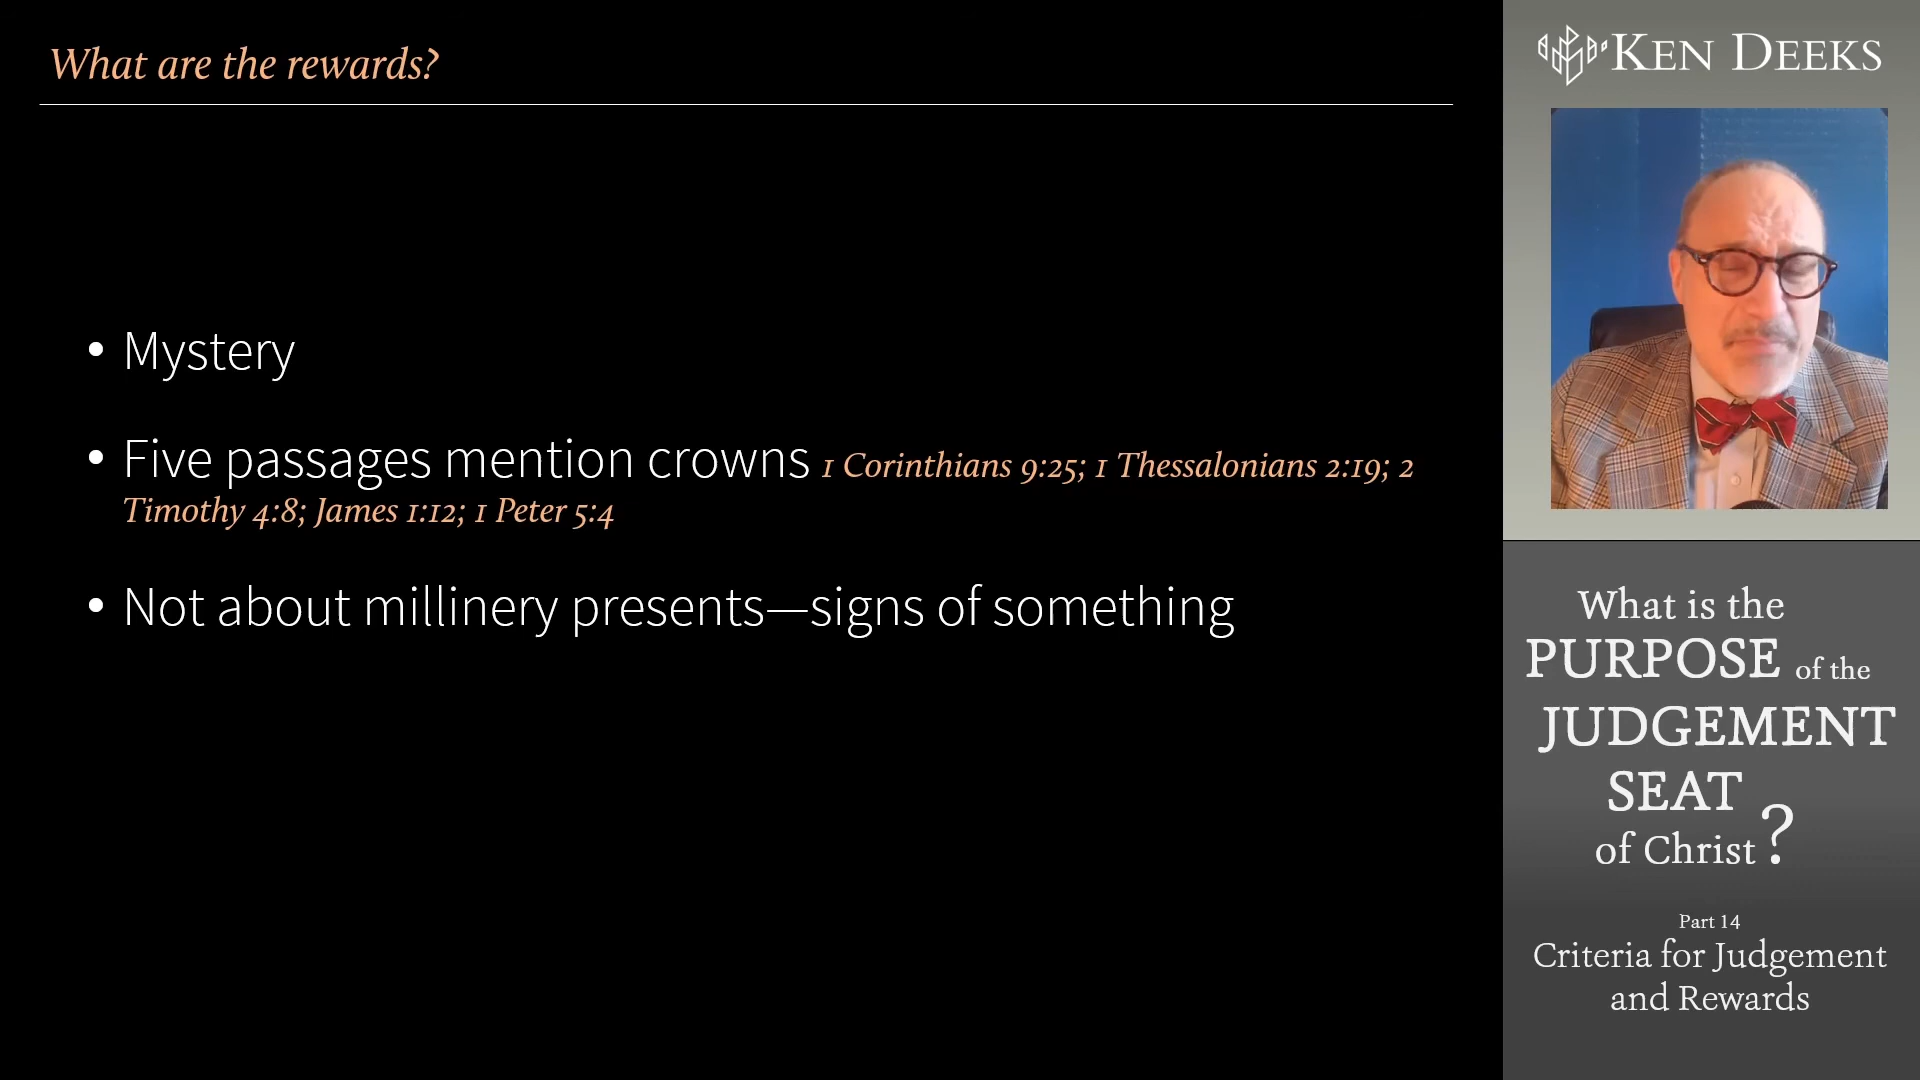 What are the rewards?
• Mystery
• Five passages mention crowns 1 Corinthians 9:25; 1 Thessalonians 2:19; 2
Timothy 4:8; James 1:12; 1 Peter 5:4
• Not about millinery presents—signs of something
KEN DEEKS
What is the
PURPOSE of the
JUDGEMENT
SEAT
of Christ?
Part 14
Criteria for Judgement
and Rewards